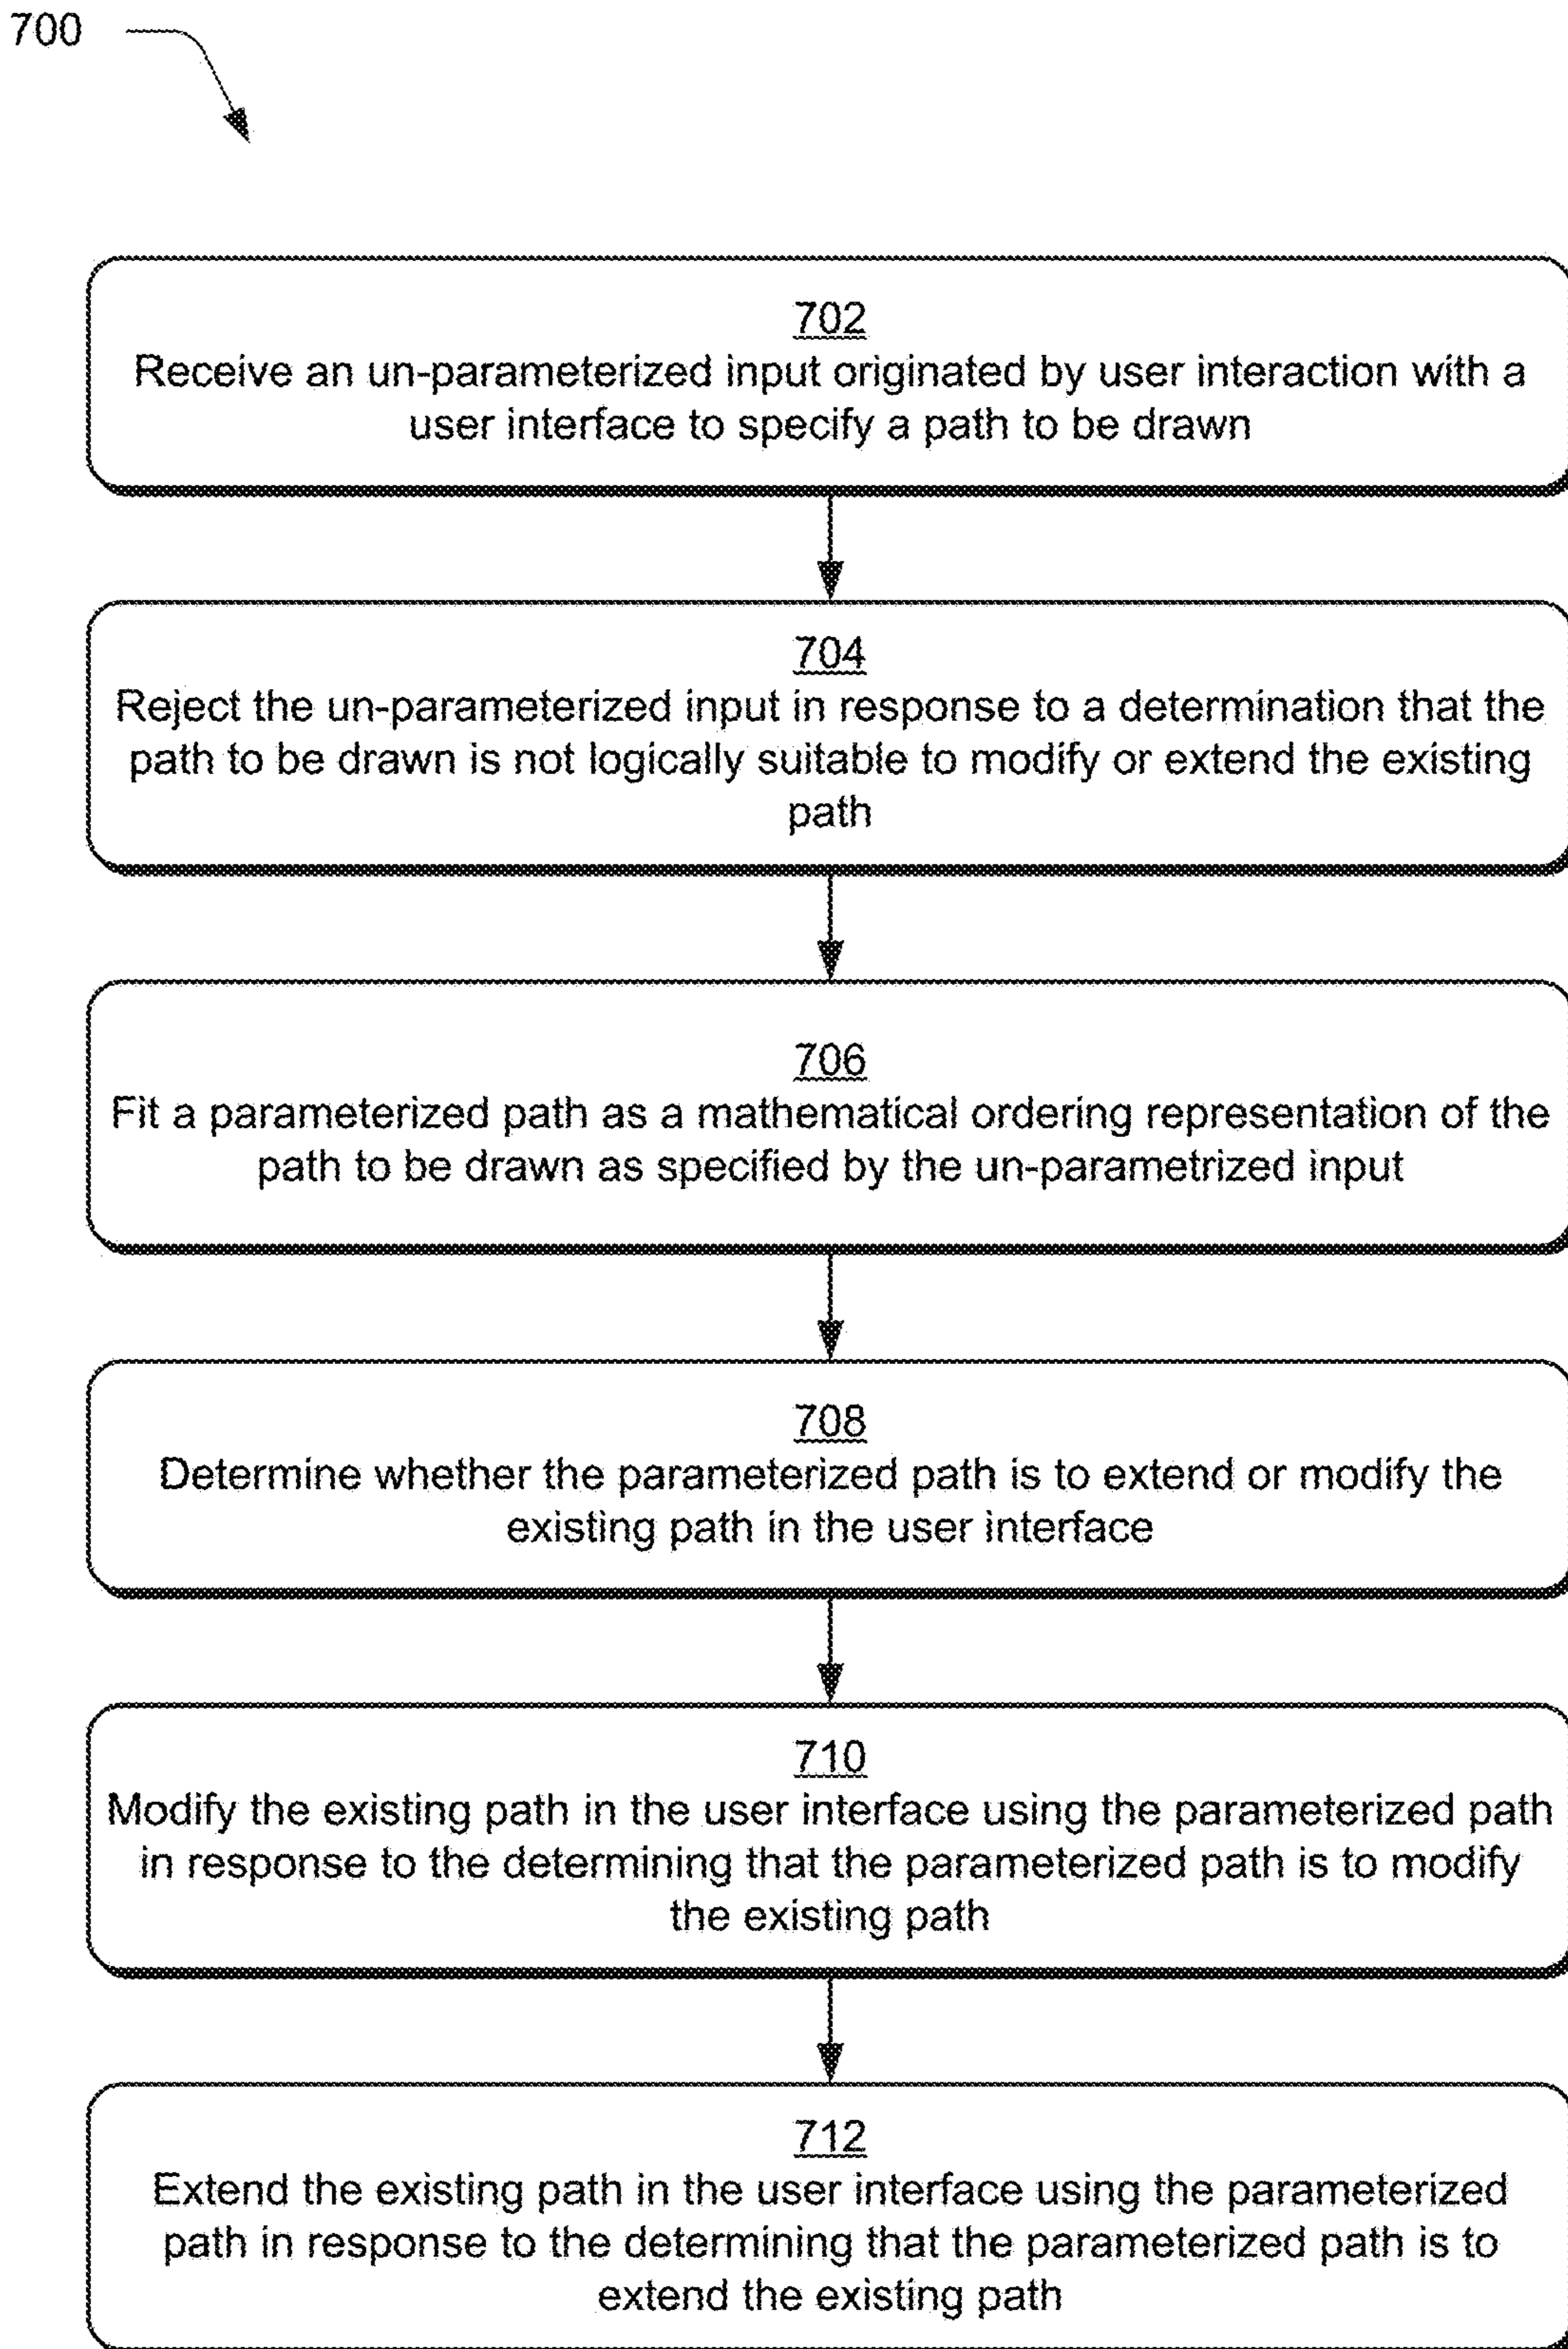 700
702
Receive an un-parameterized input originated by user interaction with a
user interface to specify a path to be drawn
704
Reject the un-parameterized input in response to a determination that the
path to be drawn is not logically suitable to modify or extend the existing
path
706
Fit a parameterized path as a mathematical ordering representation of the
path to be drawn as specified by the un-parametrized input
708
Determine whether the parameterized path is to extend or modify the
existing path in the user interface
710
Modify the existing path in the user interface using the parameterized path
in response to the determining that the parameterized path is to modify
the existing path
712
Extend the existing path in the user interface using the parameterized
path in response to the determining that the parameterized path is to
extend the existing path